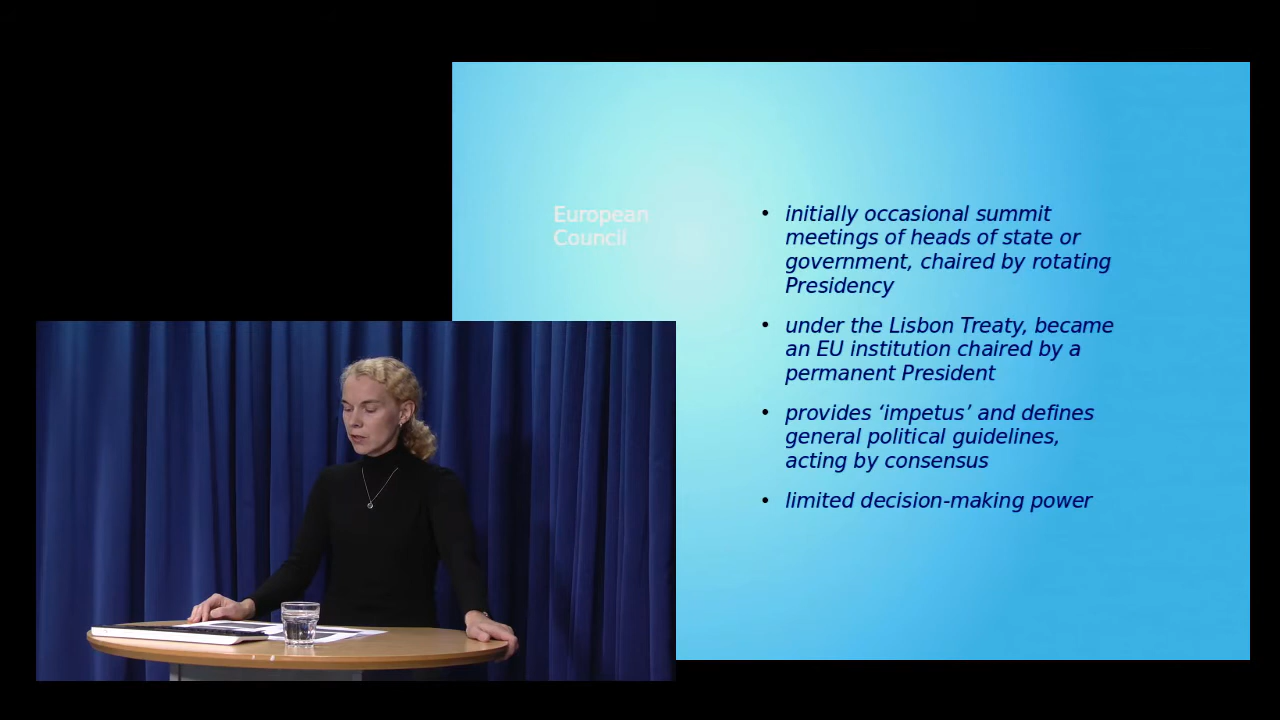 European
Council
• initially occasional summit
meetings of heads of state or
government, chaired by rotating
Presidency
• under the Lisbon Treaty, became
an EU institution chaired by a
permanent President
• provides ‘impetus’ and defines
general political guidelines,
acting by consensus
• limited decision-making power